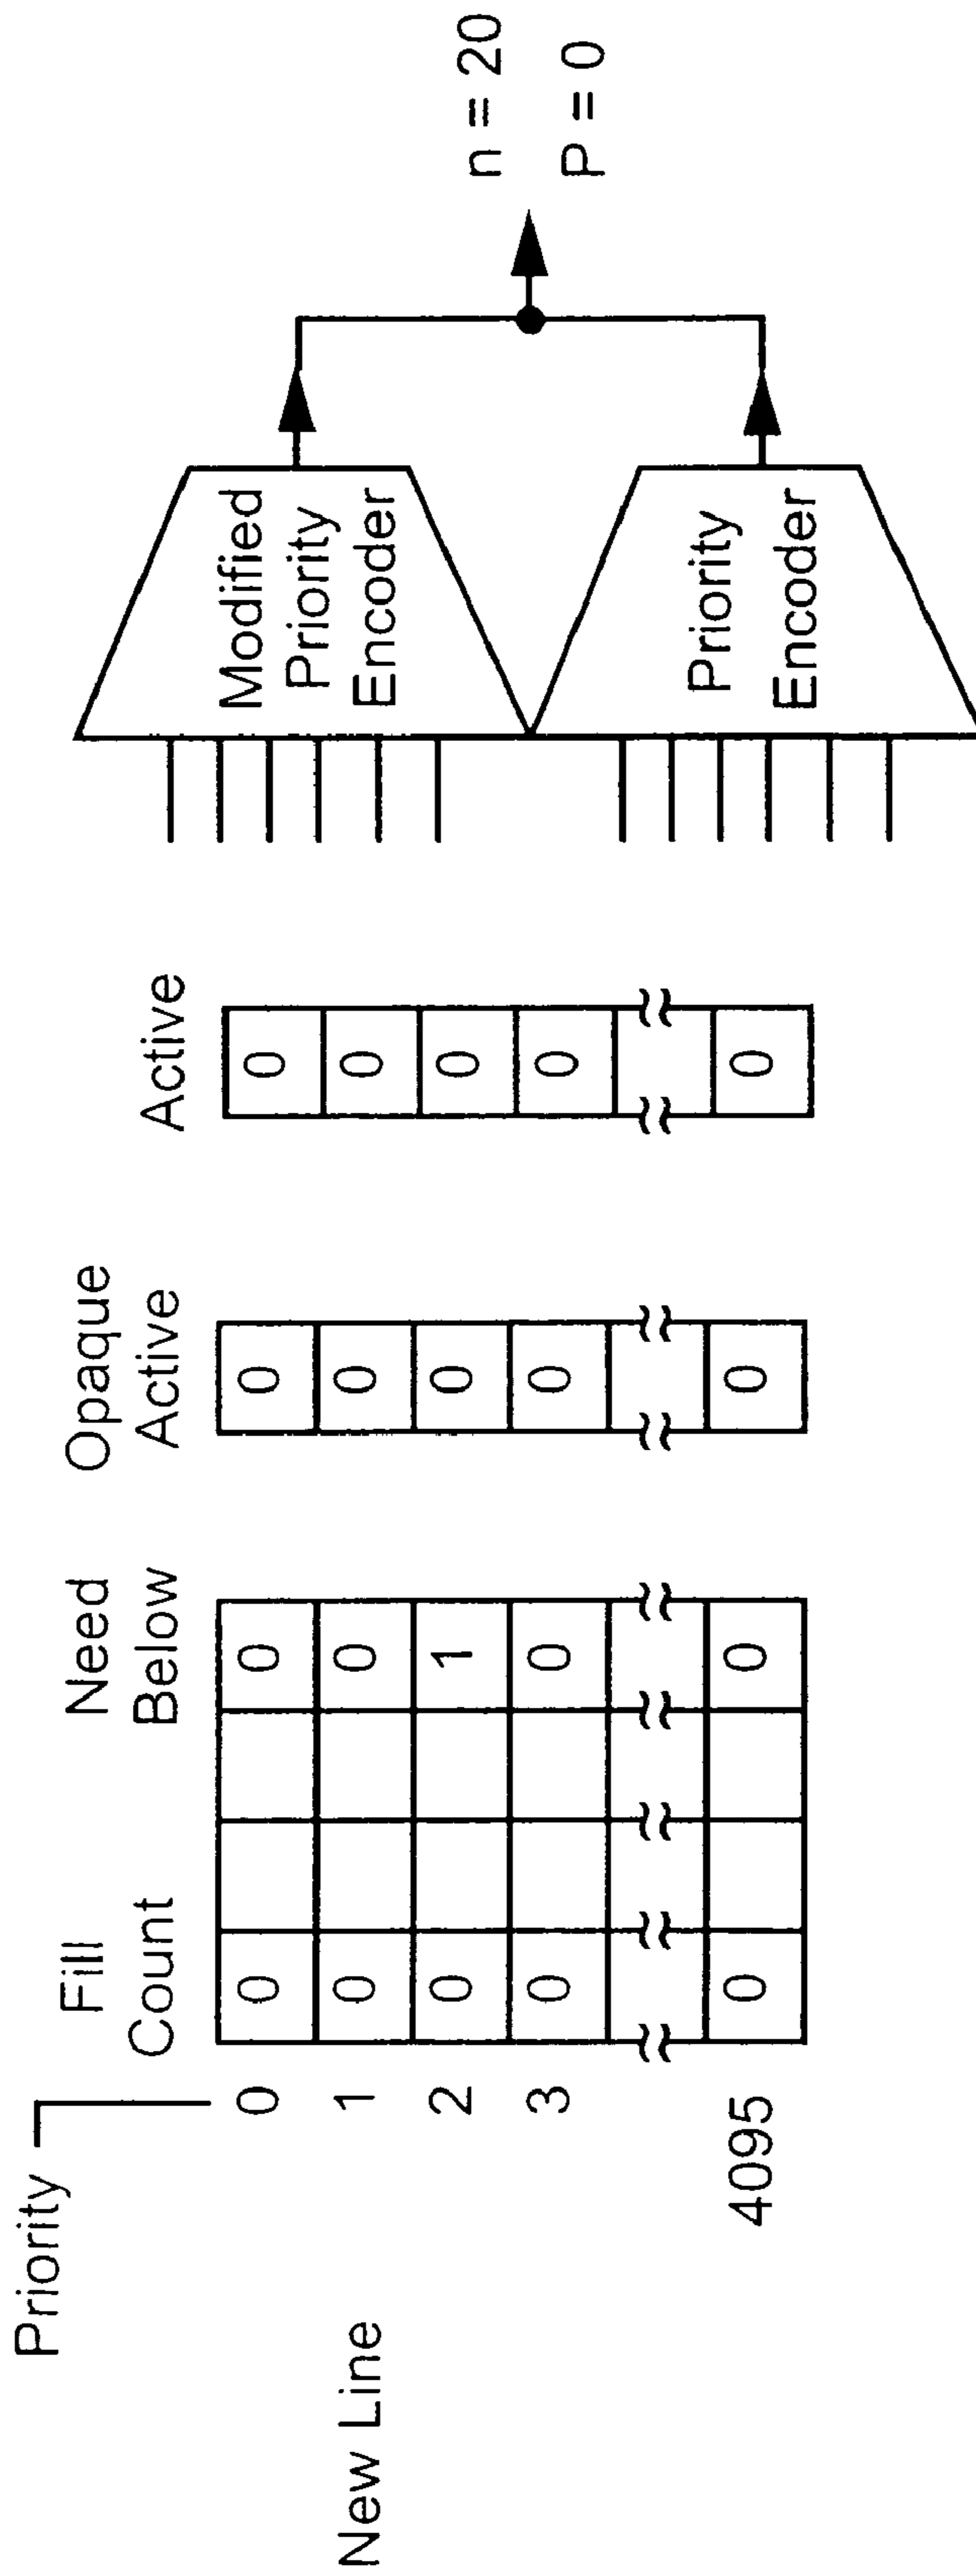 Priority
Fill
Count
Need
Below
Opaque
Active
Active
0 0 0 0 0
New Line
1 0 0 0 0
2 0 1 0 0
3 0 0 0 0
4095 0 0 0 0
Modified
Priority
Encoder
Priority
Encoder
n = 20
P = 0